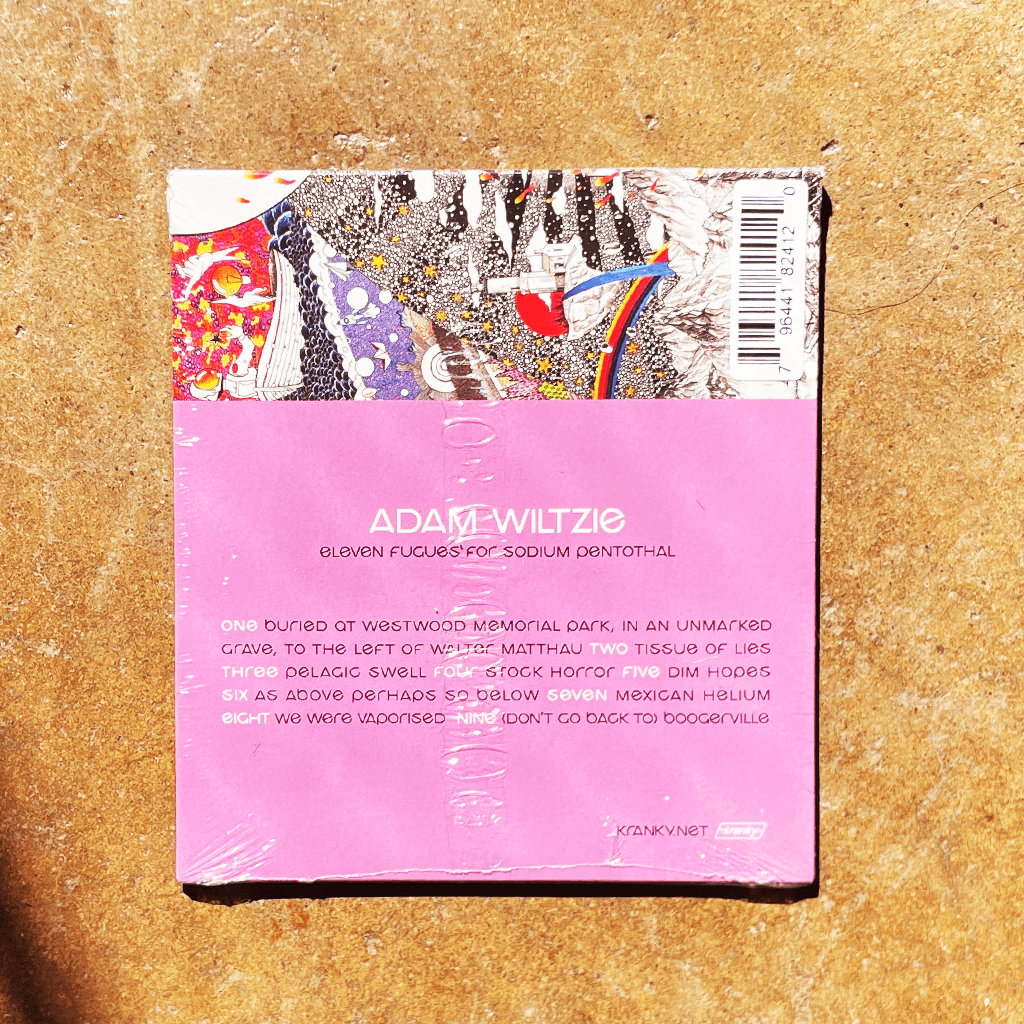 7 96441 82412 0
ADAM WILTZIE
ELEVEN FUGUES FOR SODIUM PENTOTHAL
ONE BURIED AT WESTWOOD MEMORIAL PARK, IN AN UNMARKED
GRAVE, TO THE LEFT OF WALTER MATTHAU TWO TISSUE OF LIES
THREE PELAGIC SWELL FOUR STOCK HORROR FIVE DIM HOPES
SIX AS ABOVE PERHAPS SO BELOW SEVEN MEXICAN HELIUM
EIGHT WE WERE VAPORISED NINE (DON'T GO BACK TO) BOOGERVILLE
KRANKY.NET kranky